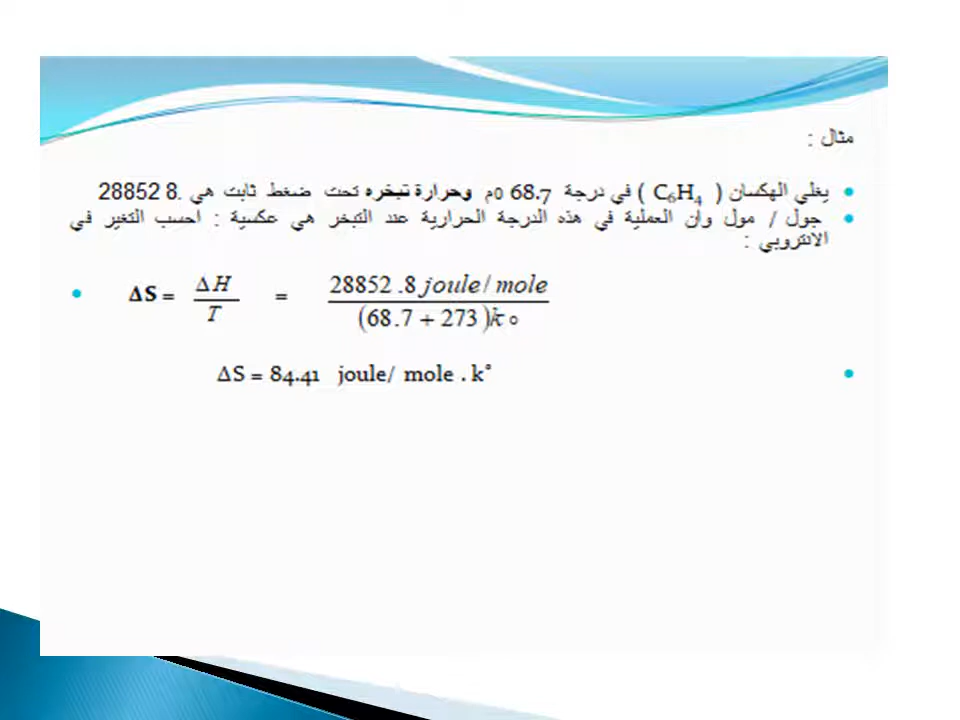 مثال :
يغلي الهكسان ( C₆H₄ ) في درجة 68.7 ٥م وحرارة تبخره تحت ضغط ثابت هي .8 28852
جول / مول وان العملية في هذه الدرجة الحرارية عند التبخر هي عكسية : احسب التغير في
الانتروبي :
ΔS = ΔH / T = 28852 .8 joule / mole / (68.7 + 273) k °
ΔS = 84.41 joule/ mole . k°